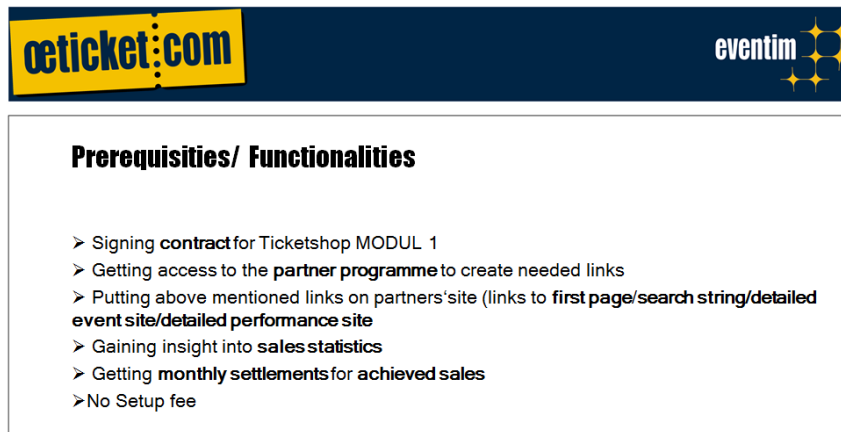 œticket.com
eventim
Prerequisities/ Functionalities
➢ Signing contract for Ticketshop MODUL 1
➢ Getting access to the partner programme to create needed links
➢ Putting above mentioned links on partners‘site (links to first page/search string/detailed
event site/detailed performance site
➢ Gaining insight into sales statistics
➢ Getting monthly settlements for achieved sales
➢No Setup fee